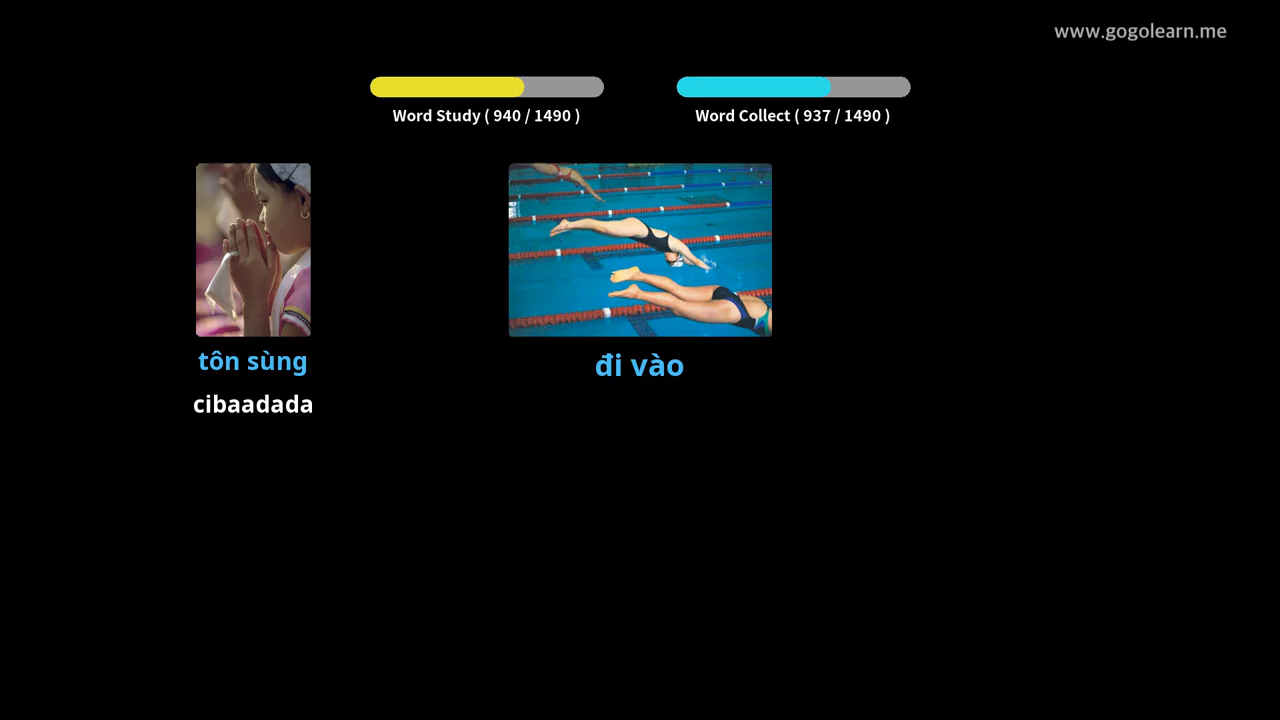 www.gogolearn.me
Word Study ( 940 / 1490 )
Word Collect ( 937 / 1490 )
tôn sùng
đi vào
cibaadada